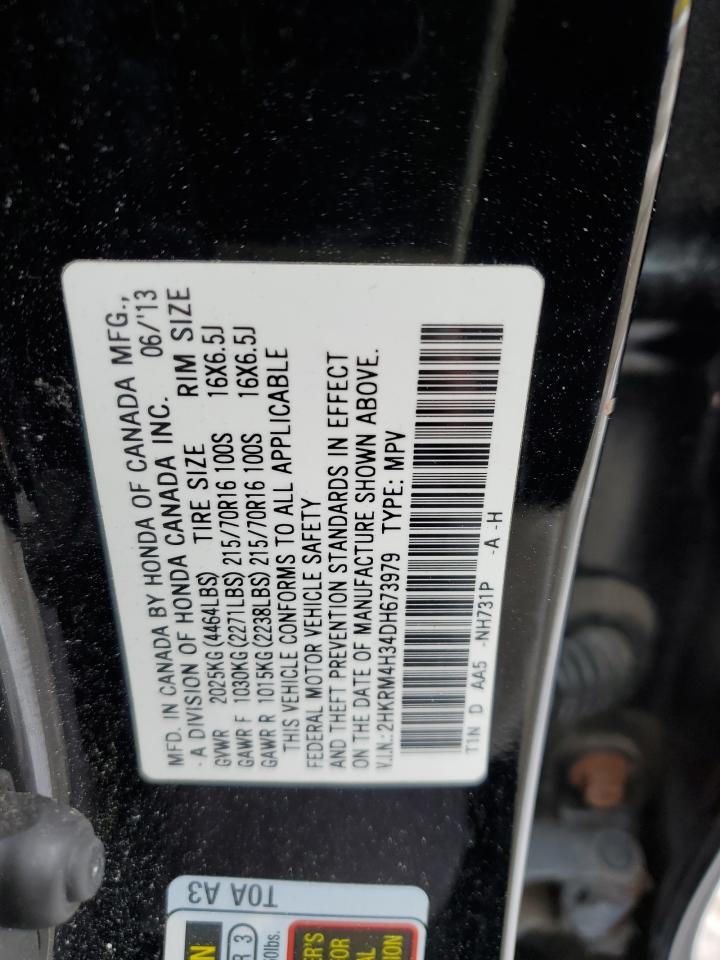 MFD. IN CANADA BY HONDA OF CANADA MFG.,
A DIVISION OF HONDA CANADA INC. 06/'13
GVWR 2025KG (4464LBS) TIRE SIZE RIM SIZE
GAWR F 1030KG (2271LBS) 215/70R16 100S 16X6.5J
GAWR R 1015KG (2238LBS) 215/70R16 100S 16X6.5J
THIS VEHICLE CONFORMS TO ALL APPLICABLE
FEDERAL MOTOR VEHICLE SAFETY
AND THEFT PREVENTION STANDARDS IN EFFECT
ON THE DATE OF MANUFACTURE SHOWN ABOVE.
V.I.N.: 2HKRM4H34DH673979 TYPE: MPV
T1N D AA5 -NH731P -A -H
T0A A3
R 3